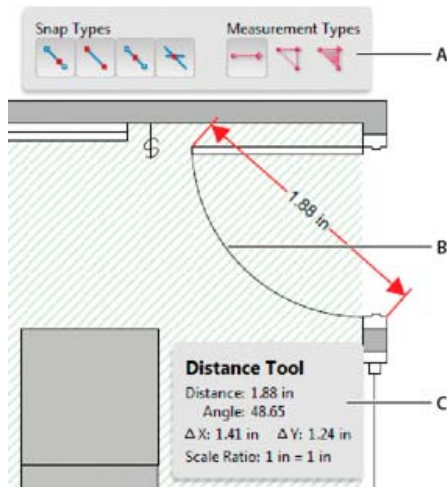 Snap Types
Measurement Types
A
1.88 in
B
C
Distance Tool
Distance: 1.88 in
Angle: 48.65
Δ X: 1.41 in Δ Y: 1.24 in
Scale Ratio: 1 in = 1 in